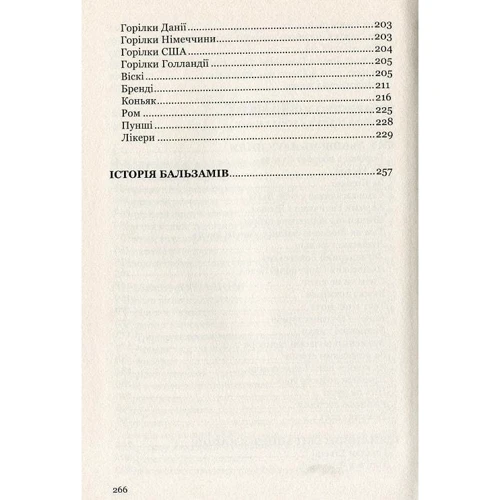 Горілки Данії..........203
Горілки Німеччини..........203
Горілки США..........204
Горілки Голландії..........205
Віскі..........205
Бренді..........211
Коньяк..........216
Ром..........225
Пунші..........228
Лікери..........229
ІСТОРІЯ БАЛЬЗАМІВ..........257
266